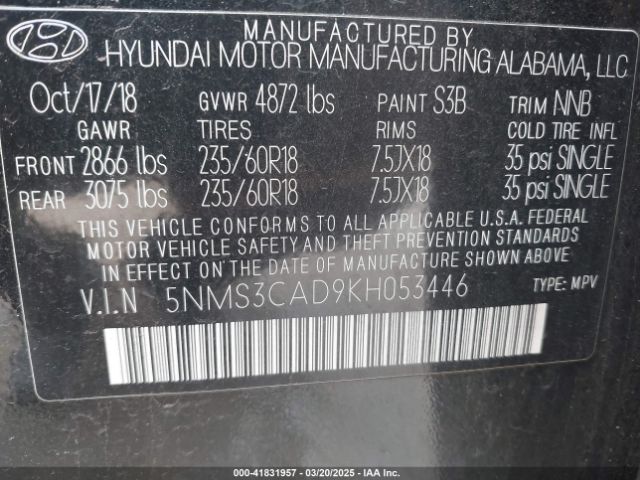 MANUFACTURED BY
HYUNDAI MOTOR MANUFACTURING ALABAMA, LLC
Oct/17/18 GVWR 4872 lbs PAINT S3B TRIM NNB
GAWR TIRES RIMS COLD TIRE INFL
FRONT 2866 lbs 235/60R18 7.5JX18 35 psi SINGLE
REAR 3075 lbs 235/60R18 7.5JX18 35 psi SINGLE
THIS VEHICLE CONFORMS TO ALL APPLICABLE U.S.A. FEDERAL
MOTOR VEHICLE SAFETY AND THEFT PREVENTION STANDARDS
IN EFFECT ON THE DATE OF MANUFACTURE SHOWN ABOVE.
V.I.N 5NMS3CAD9KH053446 TYPE: MPV
000-41831957 - 03/20/2025 - IAA Inc.